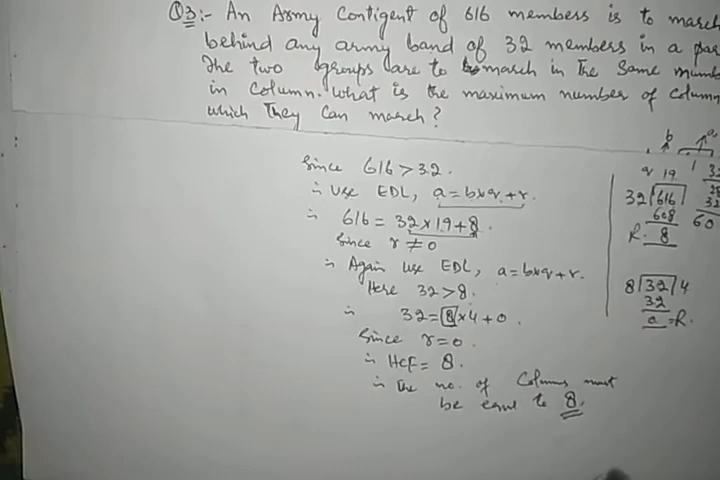 Q3:- An Army Contigent of 616 members is to march
behind any army band of 32 members in a par
The two groups are to march in the same numb
in column. What is the maximum number of column
which they can march?
Since 616 > 32.
∴ Use EDL, a = b×q + r.
∴ 616 = 32×19+8.
Since r ≠ 0
∴ Again use EDL, a = b×q + r.
Here 32 > 8.
∴ 32 = 8×4+0.
Since r = 0.
∴ HCF = 8.
∴ The no. of Columns must
be equal to 8.
b
q 19
32)616(
608
R. 8
60
8)32(4
32
0 = R.